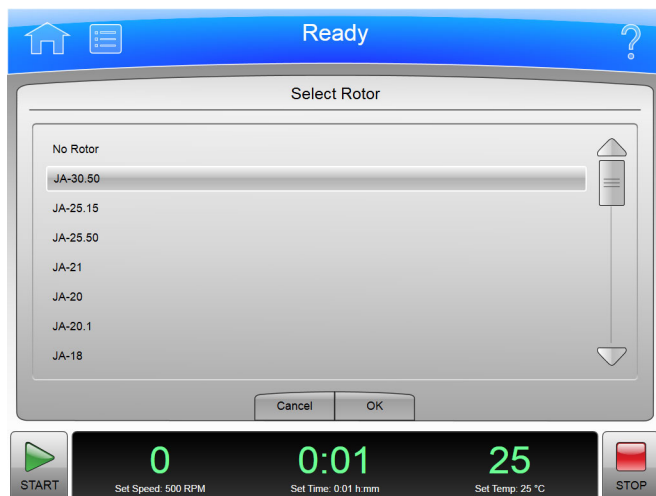 Ready
?
Select Rotor
No Rotor
JA-30.50
JA-25.15
JA-25.50
JA-21
JA-20
JA-20.1
JA-18
Cancel OK
0 0:01 25
START Set Speed: 500 RPM Set Time: 0:01 h:mm Set Temp: 25 °C STOP